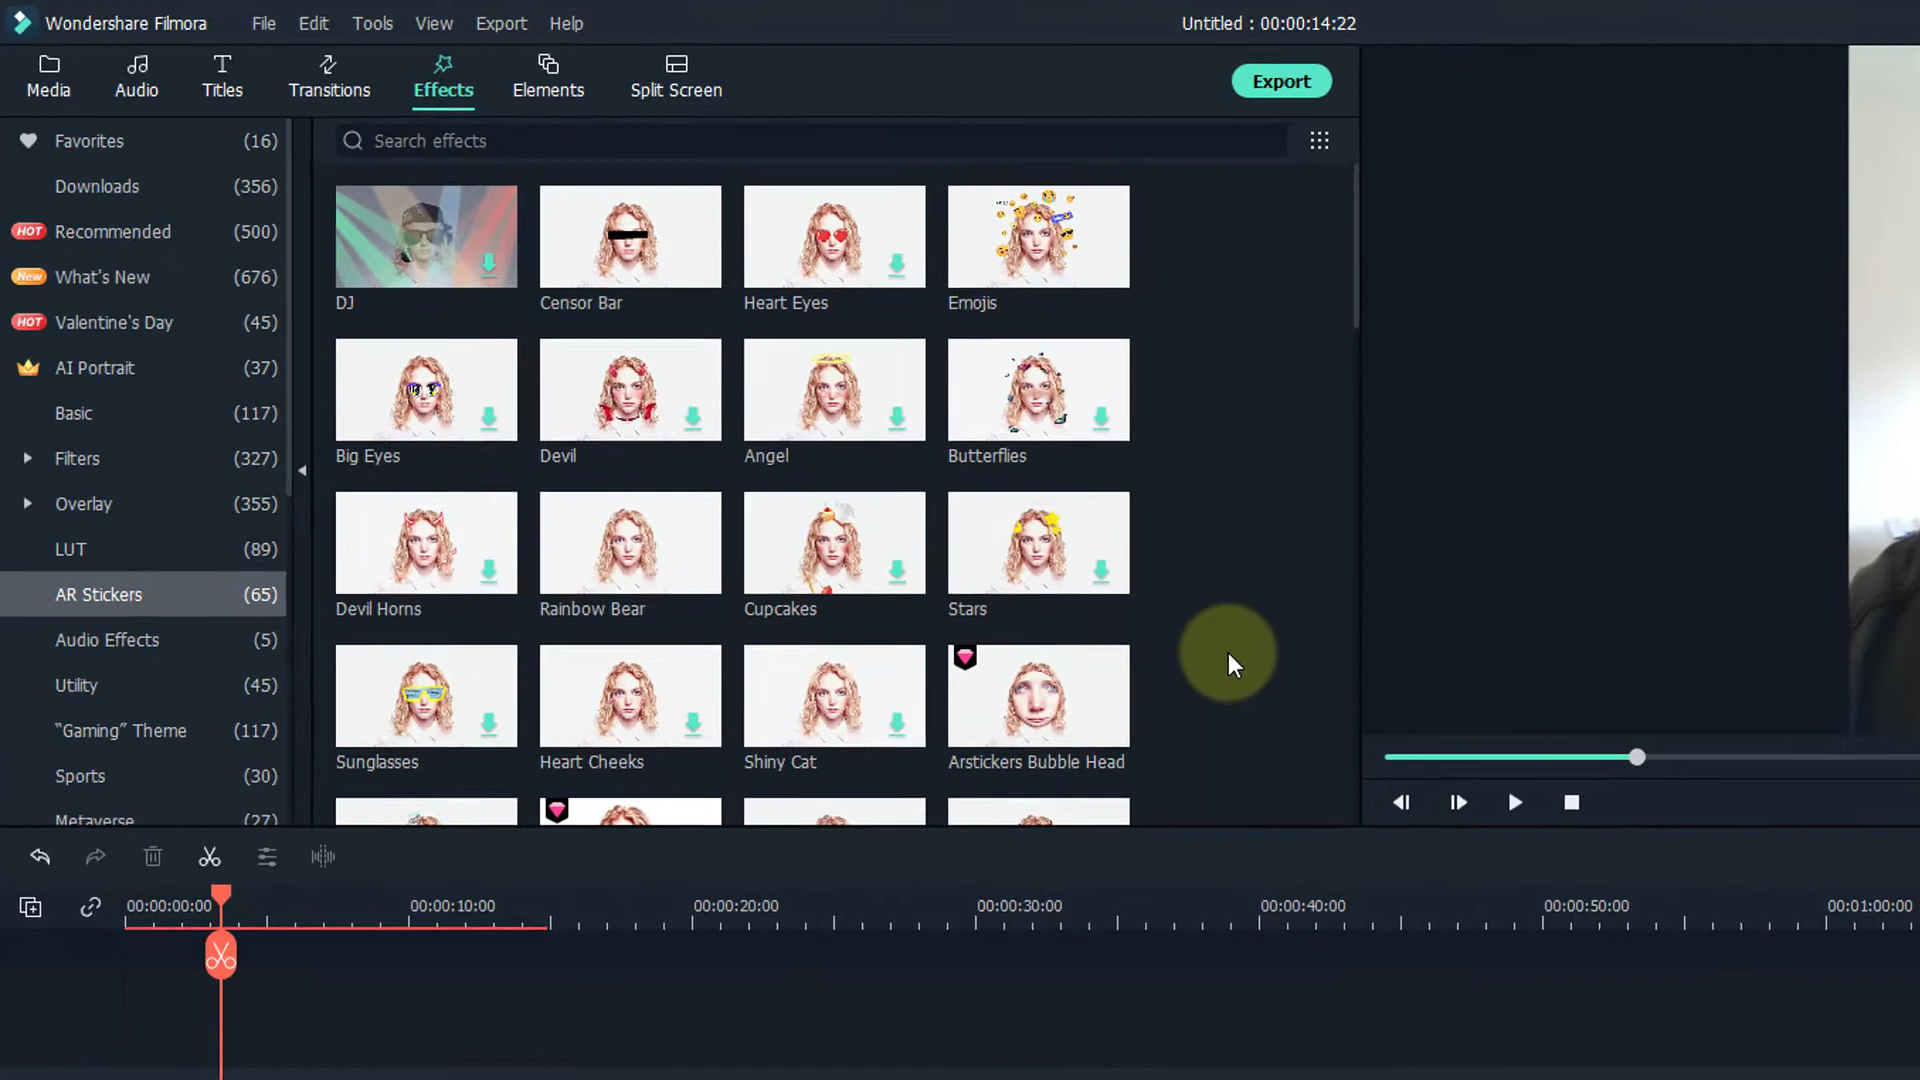 Wondershare Filmora
File
Edit
Tools
View
Export
Help
Untitled : 00:00:14:22
Media
Audio
Titles
Transitions
Effects
Elements
Split Screen
Export
Favorites (16)
Downloads (356)
HOT Recommended (500)
New What's New (676)
HOT Valentine's Day (45)
AI Portrait (37)
Basic (117)
Filters (327)
Overlay (355)
LUT (89)
AR Stickers (65)
Audio Effects (5)
Utility (45)
“Gaming” Theme (117)
Sports (30)
Metaverse (27)
Search effects
DJ
Censor Bar
Heart Eyes
Emojis
Big Eyes
Devil
Angel
Butterflies
Devil Horns
Rainbow Bear
Cupcakes
Stars
Sunglasses
Heart Cheeks
Shiny Cat
Arstickers Bubble Head
00:00:00:00
00:00:10:00
00:00:20:00
00:00:30:00
00:00:40:00
00:00:50:00
00:01:00:00